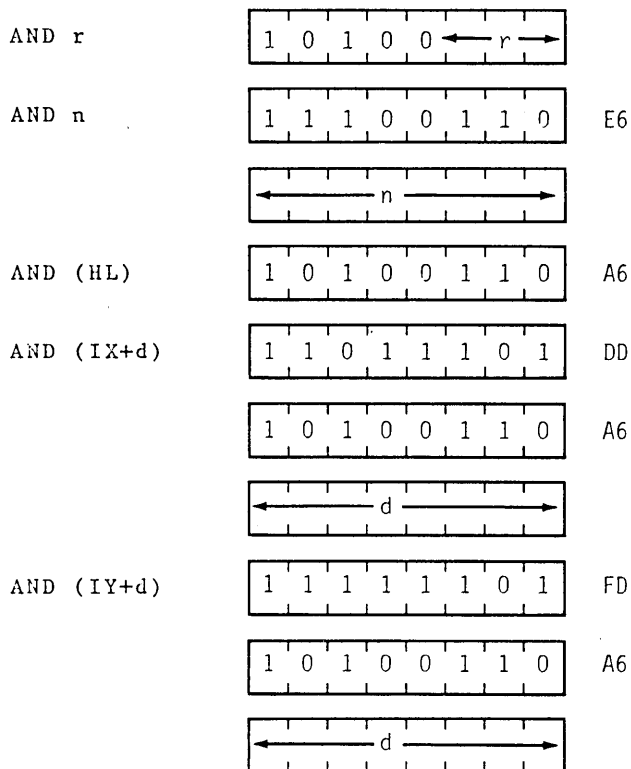 AND r 1 0 1 0 0 r
AND n 1 1 1 0 0 1 1 0 E6
n
AND (HL) 1 0 1 0 0 1 1 0 A6
AND (IX+d) 1 1 0 1 1 1 0 1 DD
1 0 1 0 0 1 1 0 A6
d
AND (IY+d) 1 1 1 1 1 1 0 1 FD
1 0 1 0 0 1 1 0 A6
d